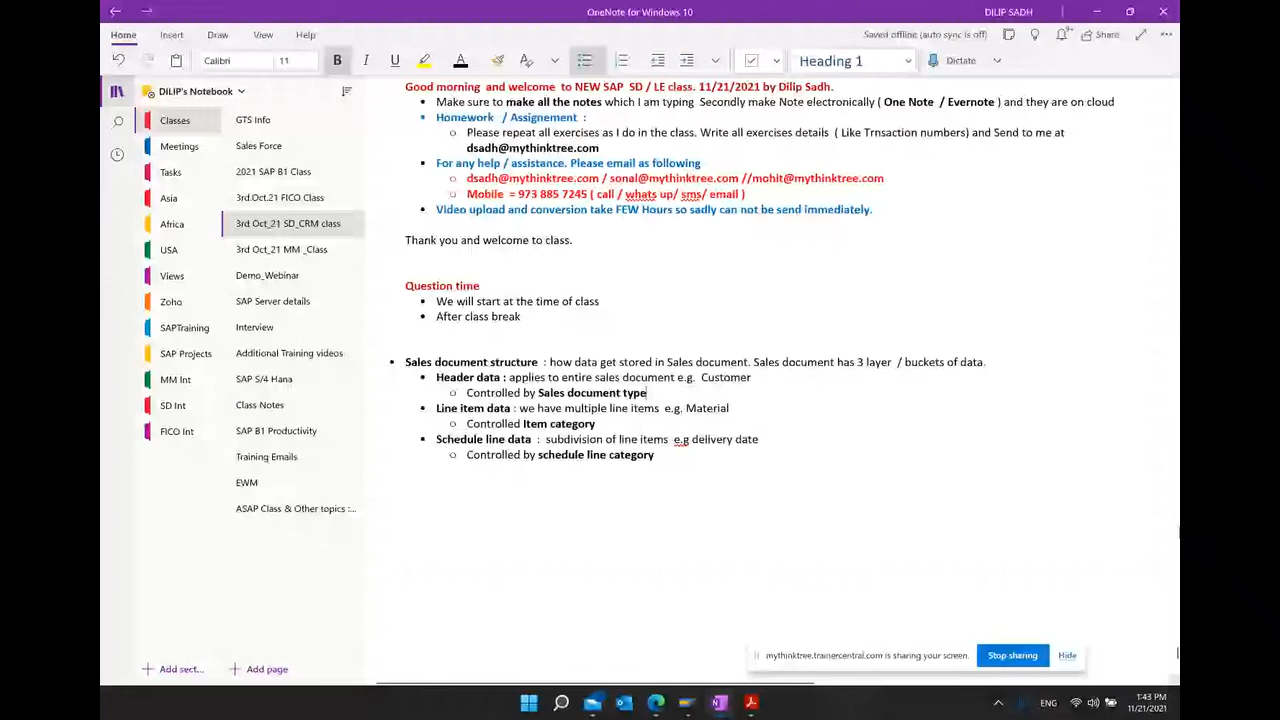 OneNote for Windows 10
DILIP SADH
Home Insert Draw View Help
Saved offline (auto sync is off)
Share
Calibri 11 B I U A Heading 1 Dictate
DiLiP's Notebook
Classes
Meetings
Tasks
Asia
Africa
USA
Views
Zoho
SAPTraining
SAP Projects
MM Int
SD Int
FICO Int
Add sect...
GTS Info
Sales Force
2021 SAP B1 Class
3rd.Oct.21 FICO Class
3rd Oct_21 SD_CRM class
3rd Oct_21 MM _Class
Demo_Webinar
SAP Server details
Interview
Additional Training videos
SAP S/4 Hana
SAP B1 Productivity
Training Emails
EWM
ASAP Class & Other topics :...
Add page
Good morning and welcome to NEW SAP SD / LE class. 11/21/2021 by Dilip Sadh.
• Make sure to make all the notes which I am typing Secondly make Note electronically ( One Note / Evernote ) and they are on cloud
• Homework / Assignement :
○ Please repeat all exercises as I do in the class. Write all exercises details ( Like Trnsaction numbers) and Send to me at
dsadh@mythinktree.com
• For any help / assistance. Please email as following
○ dsadh@mythinktree.com / sonal@mythinktree.com //mohit@mythinktree.com
○ Mobile = 973 885 7245 ( call / whats up/ sms/ email )
• Video upload and conversion take FEW Hours so sadly can not be send immediately.
Thank you and welcome to class.
Question time
• We will start at the time of class
• After class break
• Sales document structure : how data get stored in Sales document. Sales document has 3 layer / buckets of data.
• Header data : applies to entire sales document e.g. Customer
○ Controlled by Sales document type
• Line item data : we have multiple line items e.g. Material
○ Controlled Item category
• Schedule line data : subdivision of line items e.g delivery date
○ Controlled by schedule line category
mythinktree.trainercentral.com is sharing your screen. Stop sharing Hide
ENG
1:43 PM
11/21/2021